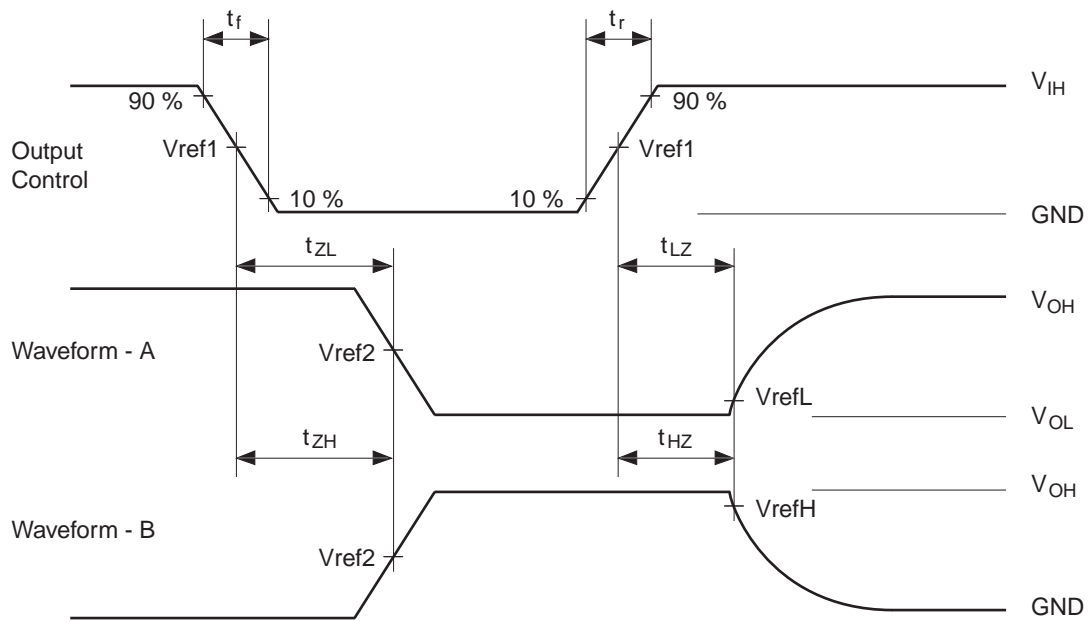 tf
tr
90 %
90 %
VIH
Vref1
Vref1
Output
Control
10 %
10 %
GND
tZL
tLZ
VOH
Waveform - A
Vref2
VrefL
VOL
tZH
tHZ
VOH
VrefH
Waveform - B
Vref2
GND